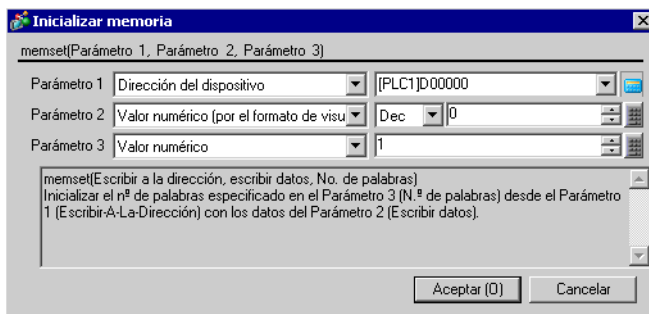 Inicializar memoria
memset(Parámetro 1, Parámetro 2, Parámetro 3)
Parámetro 1 Dirección del dispositivo [PLC1]D00000
Parámetro 2 Valor numérico (por el formato de visu Dec 0
Parámetro 3 Valor numérico 1
memset(Escribir a la dirección, escribir datos, No. de palabras)
Inicializar el nº de palabras especificado en el Parámetro 3 (N.º de palabras) desde el Parámetro
1 (Escribir-A-La-Dirección) con los datos del Parámetro 2 (Escribir datos).
Aceptar (O) Cancelar